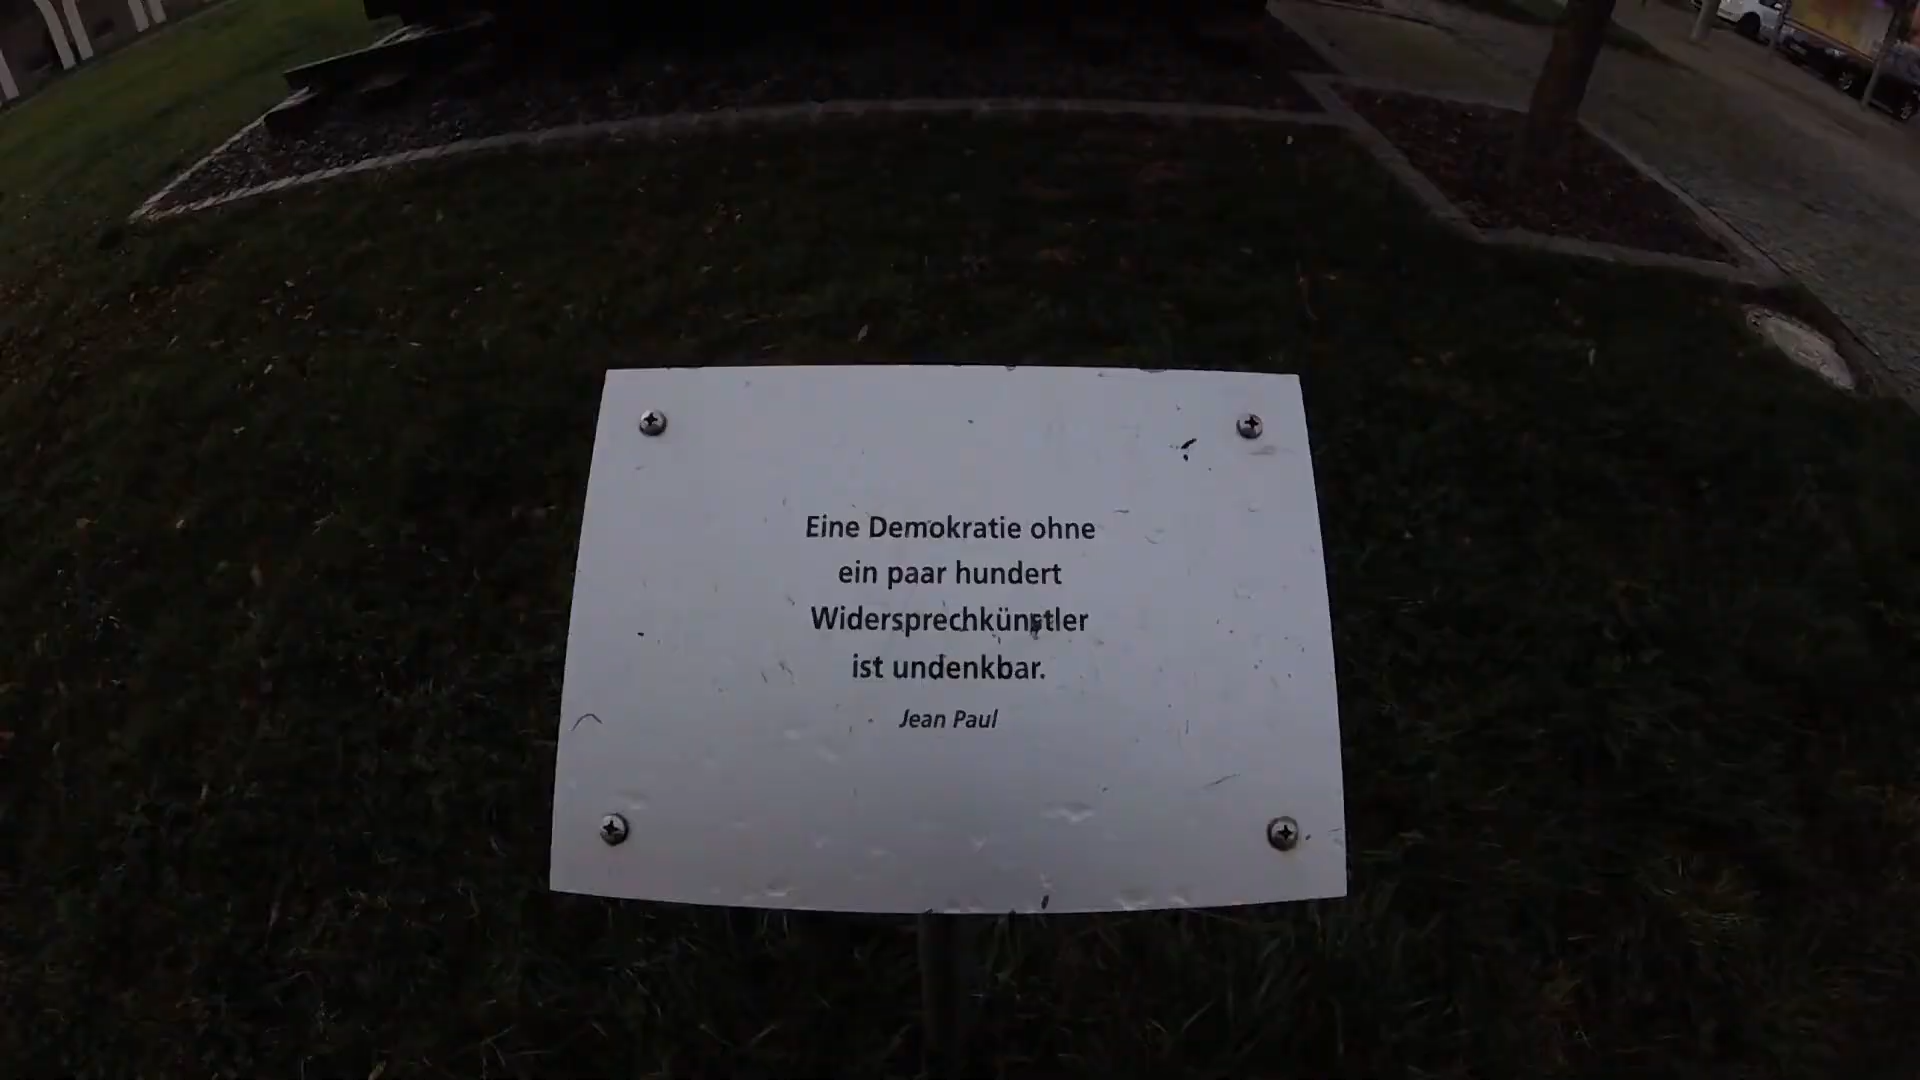 Eine Demokratie ohne
ein paar hundert
Widersprechkünstler
ist undenkbar.
Jean Paul